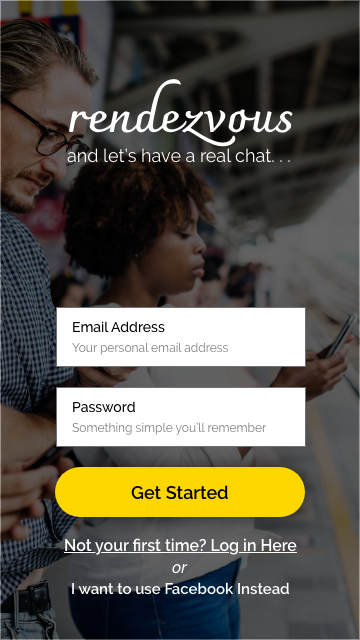 rendezvous
and let's have a real chat. . .
Email Address
Your personal email address
Password
Something simple you'll remember
Get Started
Not your first time? Log in Here
or
I want to use Facebook Instead